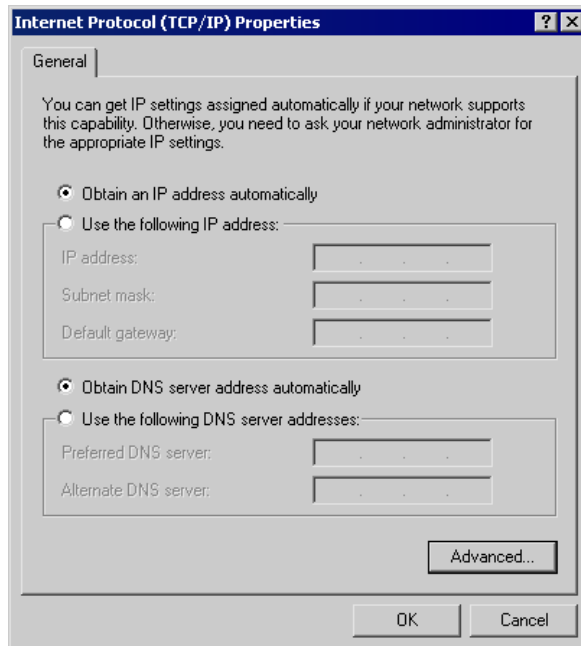 Internet Protocol (TCP/IP) Properties
General
You can get IP settings assigned automatically if your network supports
this capability. Otherwise, you need to ask your network administrator for
the appropriate IP settings.
Obtain an IP address automatically
Use the following IP address:
IP address:
Subnet mask:
Default gateway:
Obtain DNS server address automatically
Use the following DNS server addresses:
Preferred DNS server:
Alternate DNS server:
Advanced...
OK Cancel